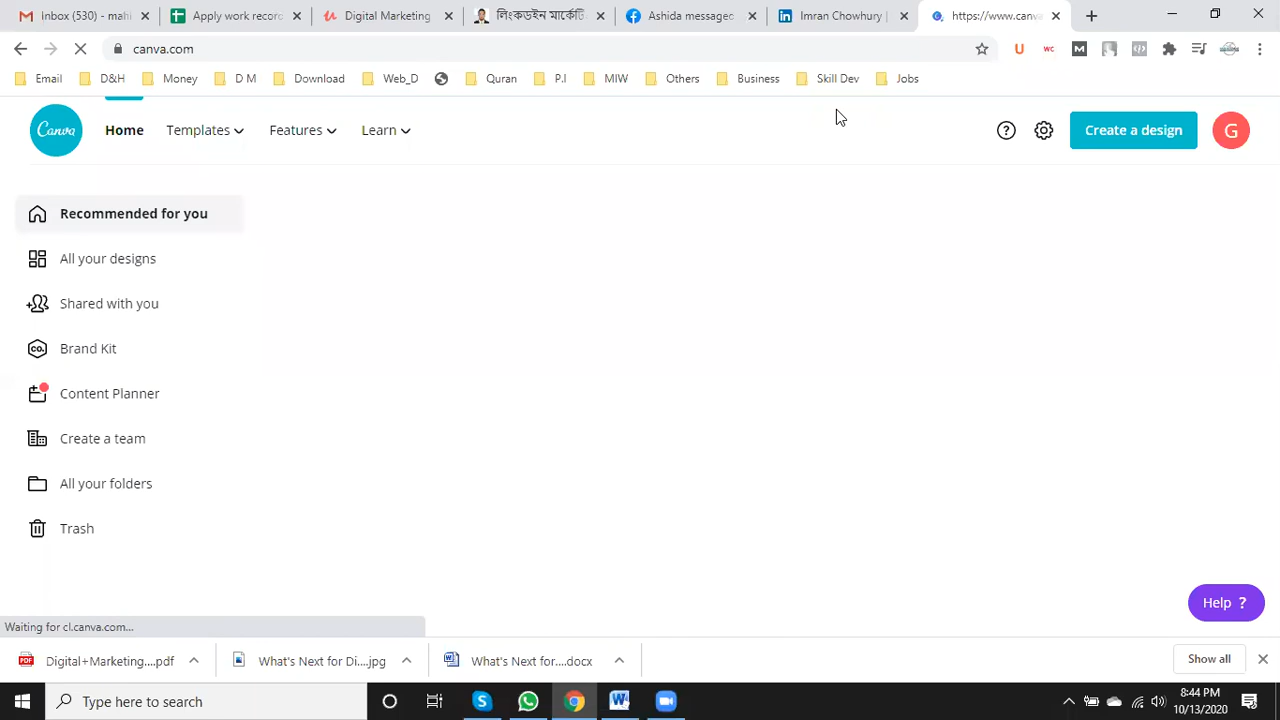 Inbox (530) - mahi
Apply work record
Digital Marketing
লিংকডইন মার্কেটি
Ashida messaged
Imran Chowhury |
https://www.canva
canva.com
U
WC
M
Email
D&H
Money
D M
Download
Web_D
Quran
P.I
MIW
Others
Business
Skill Dev
Jobs
Canva
Home
Templates
Features
Learn
?
Create a design
G
Recommended for you
All your designs
Shared with you
CO.
Brand Kit
Content Planner
Create a team
All your folders
Trash
Help ?
Waiting for cl.canva.com...
PDF
Digital+Marketing....pdf
What's Next for Di....jpg
What's Next for....docx
Show all
Type here to search
8:44 PM
10/13/2020